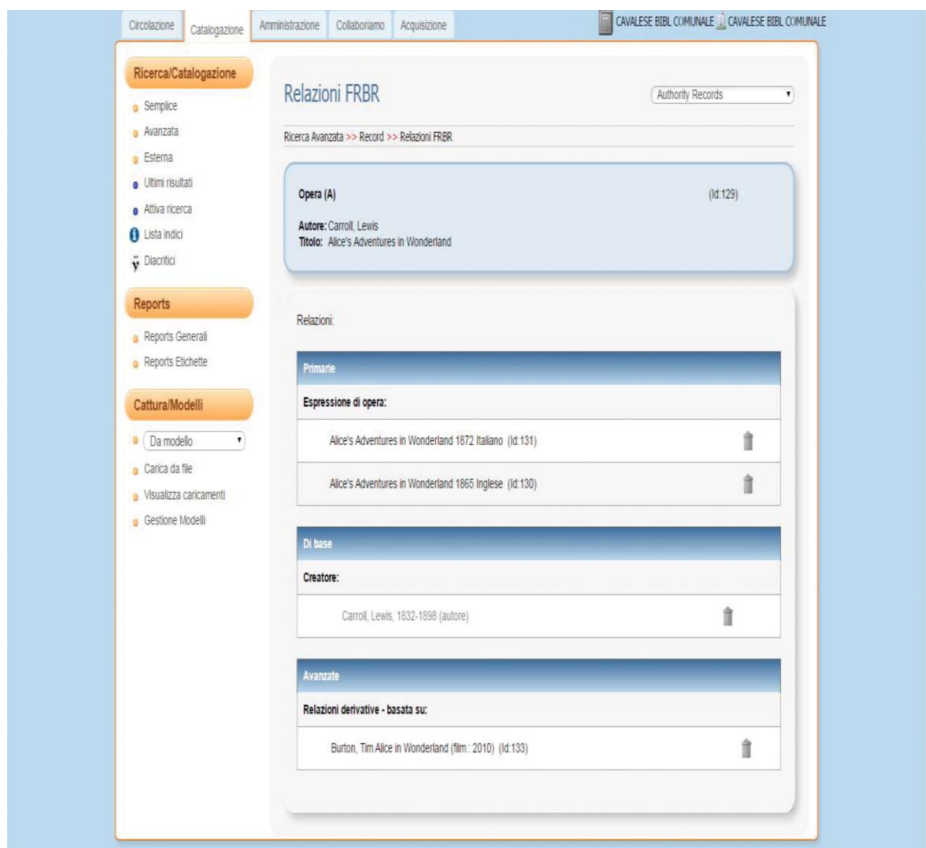 Circolazione Catalogazione Amministrazione Collaboriamo Acquisizione CAVALESE BIBL COMUNALE CAVALESE BIBL COMUNALE
Ricerca/Catalogazione
Semplice
Avanzata
Esterna
Ultimi risultati
Attiva ricerca
Lista indici
Diacritici
Reports
Reports Generali
Reports Etichette
Cattura/Modelli
Da modello
Carica da file
Visualizza caricamenti
Gestione Modelli
Relazioni FRBR
Authority Records
Ricerca Avanzata >> Record >> Relazioni FRBR
Opera (A) (Id:129)
Autore: Carroll, Lewis
Titolo: Alice's Adventures in Wonderland
Relazioni:
Primarie
Espressione di opera:
Alice's Adventures in Wonderland 1872 Italiano (Id:131)
Alice's Adventures in Wonderland 1865 Inglese (Id:130)
Di base
Creatore:
Carroll, Lewis, 1832-1898 (autore)
Avanzate
Relazioni derivative - basata su:
Burton, Tim Alice in Wonderland (film : 2010) (Id:133)